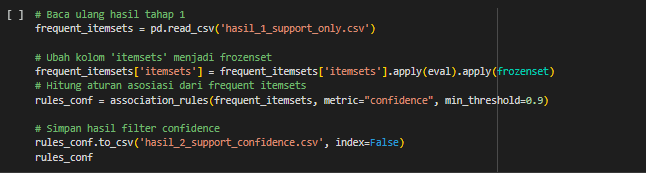 [ ] # Baca ulang hasil tahap 1
frequent_itemsets = pd.read_csv('hasil_1_support_only.csv')
# Ubah kolom 'itemsets' menjadi frozenset
frequent_itemsets['itemsets'] = frequent_itemsets['itemsets'].apply(eval).apply(frozenset)
# Hitung aturan asosiasi dari frequent itemsets
rules_conf = association_rules(frequent_itemsets, metric="confidence", min_threshold=0.9)
# Simpan hasil filter confidence
rules_conf.to_csv('hasil_2_support_confidence.csv', index=False)
rules_conf